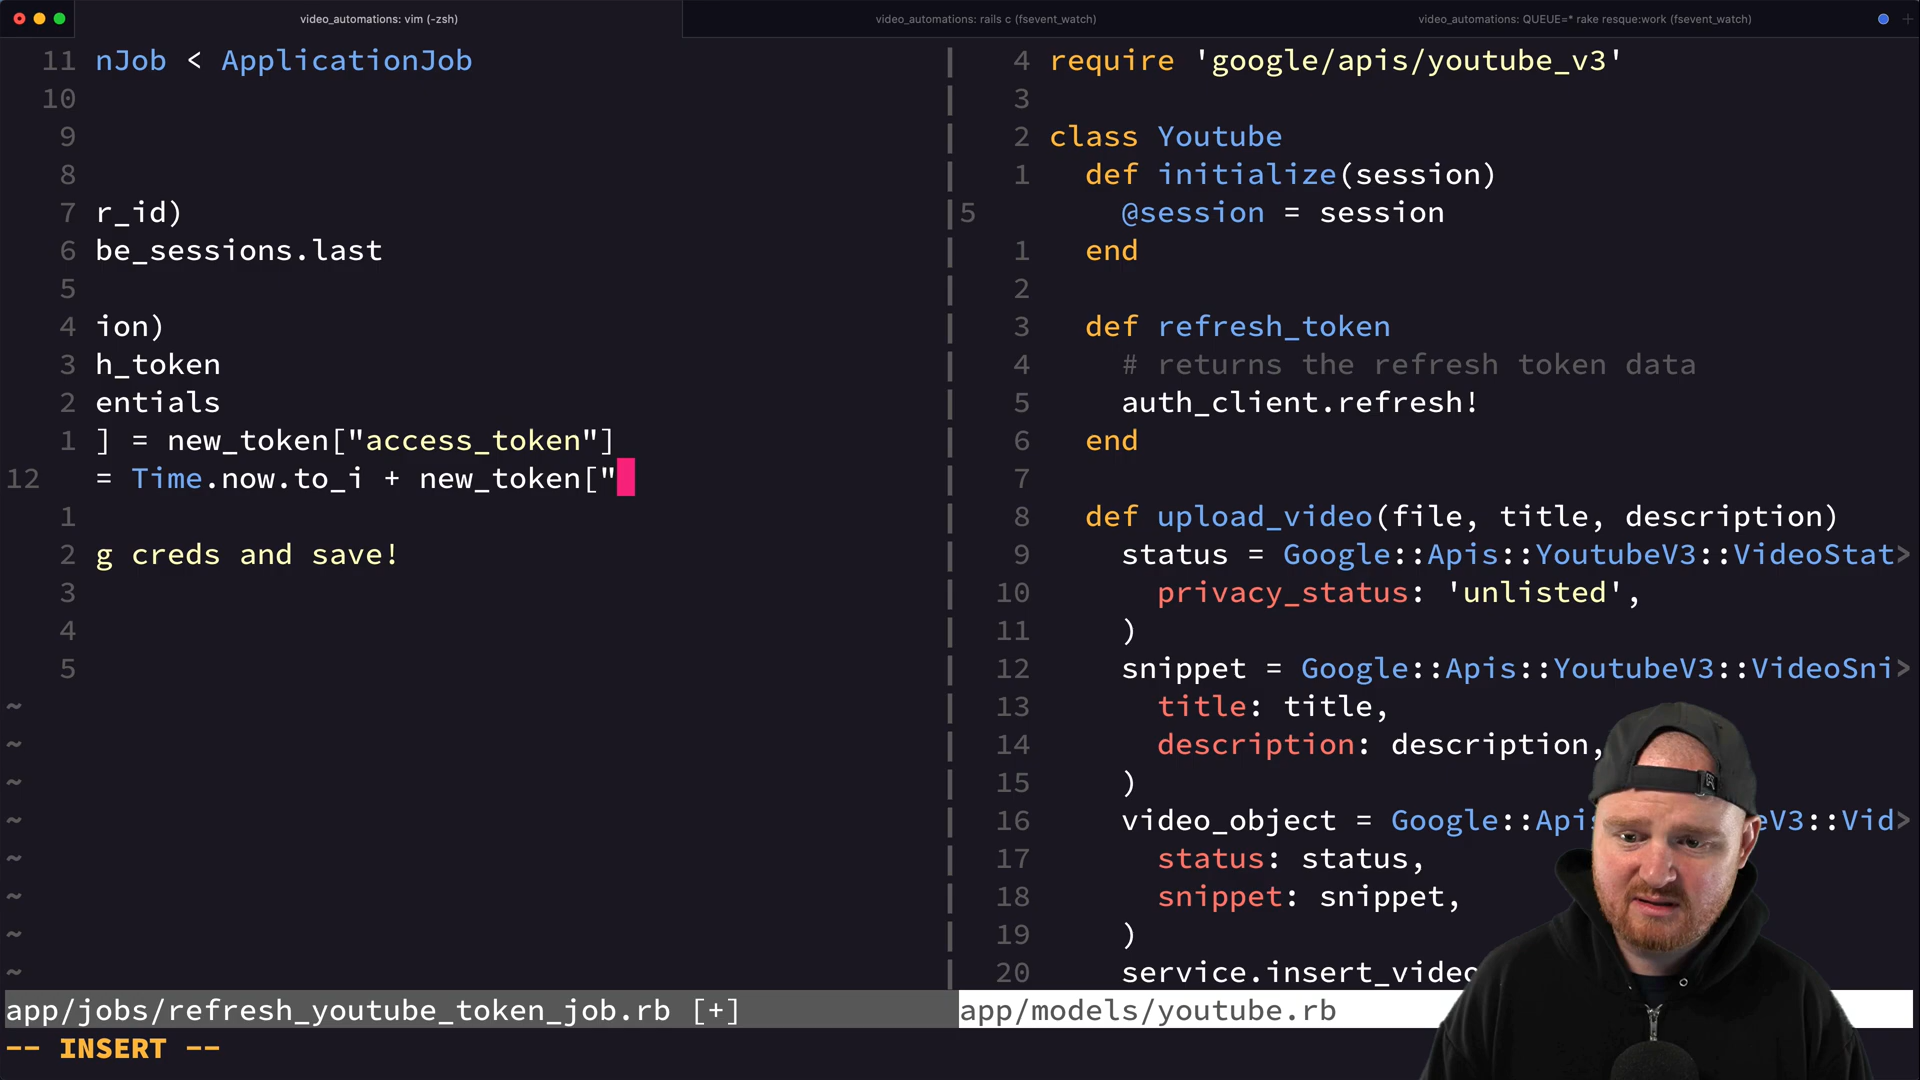 video_automations: vim (-zsh)
video_automations: rails c (fsevent_watch)
video_automations: QUEUE=* rake resque:work (fsevent_watch)
11 nJob < ApplicationJob
10
9
8
7 r_id)
6 be_sessions.last
5
4 ion)
3 h_token
2 entials
1 ] = new_token["access_token"]
12 = Time.now.to_i + new_token["
1
2 g creds and save!
3
4
5
~
~
~
~
~
~
~
~
app/jobs/refresh_youtube_token_job.rb [+]
-- INSERT --
4 require 'google/apis/youtube_v3'
3
2 class Youtube
1 def initialize(session)
5 @session = session
1 end
2
3 def refresh_token
4 # returns the refresh token data
5 auth_client.refresh!
6 end
7
8 def upload_video(file, title, description)
9 status = Google::Apis::YoutubeV3::VideoStat>
10 privacy_status: 'unlisted',
11 )
12 snippet = Google::Apis::YoutubeV3::VideoSni>
13 title: title,
14 description: description,
15 )
16 video_object = Google::Apis eV3::Vid>
17 status: status,
18 snippet: snippet,
19 )
20 service.insert_video
app/models/youtube.rb